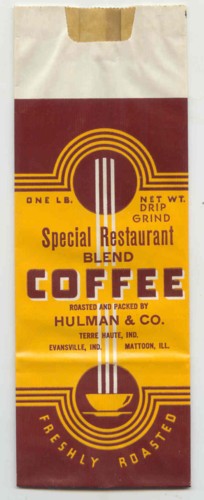 ONE LB.
NET WT.
DRIP
GRIND
Special Restaurant
BLEND
COFFEE
ROASTED AND PACKED BY
HULMAN & CO.
TERRE HAUTE, IND.
EVANSVILLE, IND. MATTOON, ILL.
FRESHLY ROASTED